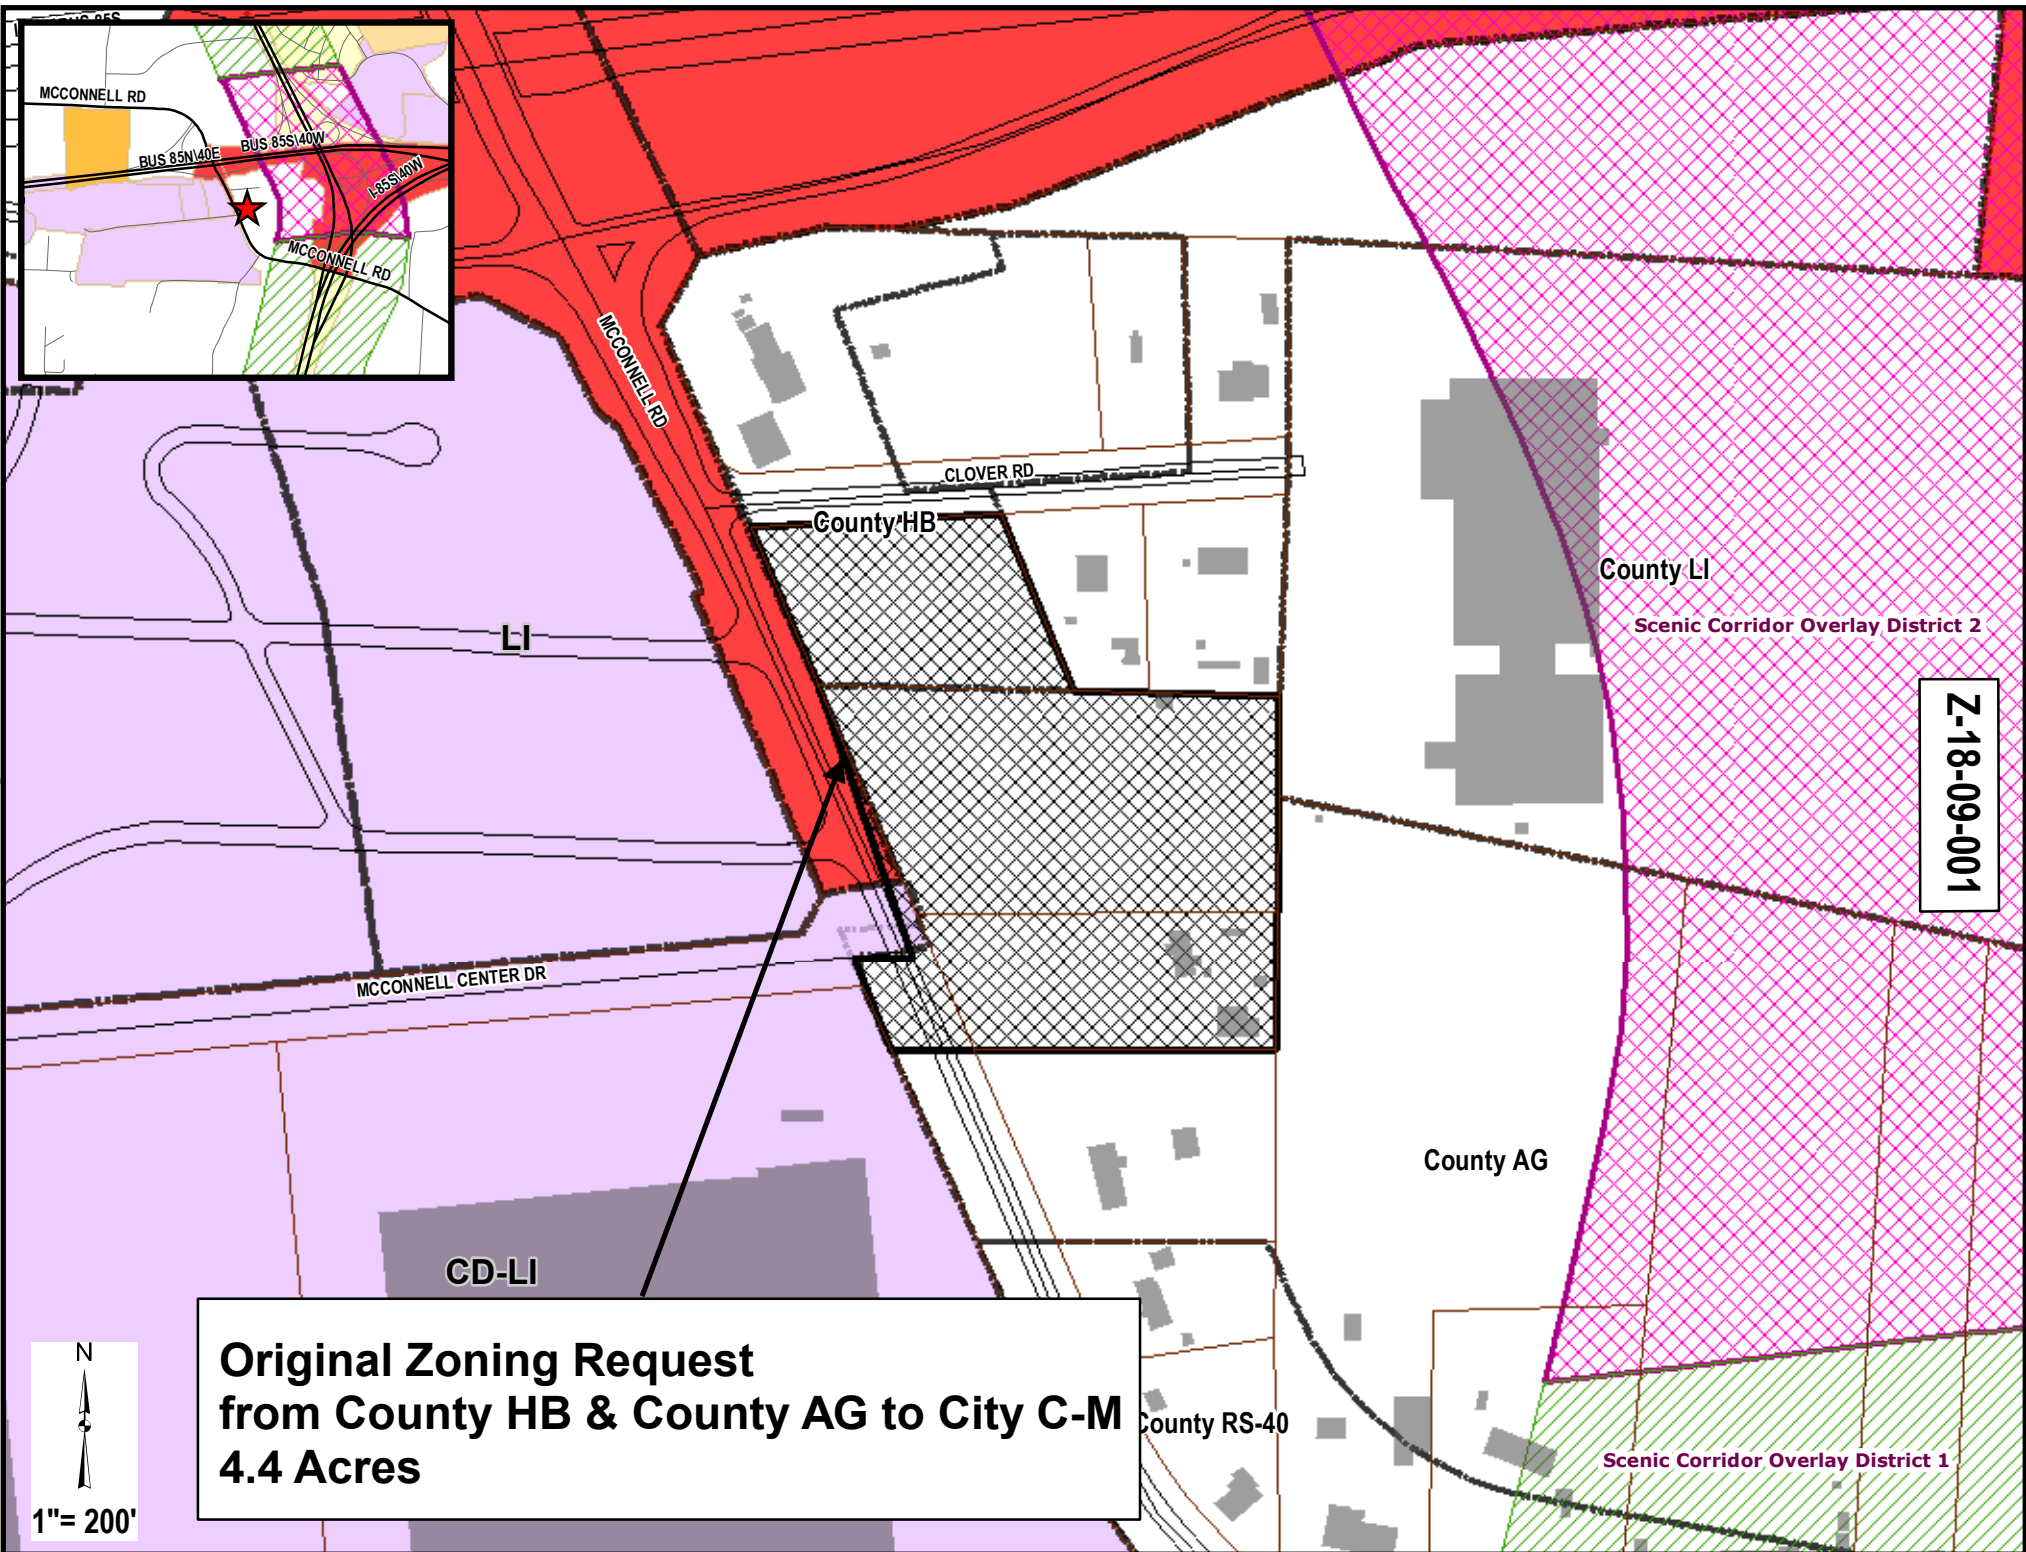 BUS 85S
MCCONNELL RD
BUS 85N\40E
BUS 85S\40W
I-85S\40W
MCCONNELL RD
MCCONNELL RD
CLOVER RD
County HB
County LI
Scenic Corridor Overlay District 2
LI
Z-18-09-001
MCCONNELL CENTER DR
County AG
CD-LI
Original Zoning Request
from County HB & County AG to City C-M
4.4 Acres
County RS-40
Scenic Corridor Overlay District 1
N
1"= 200'